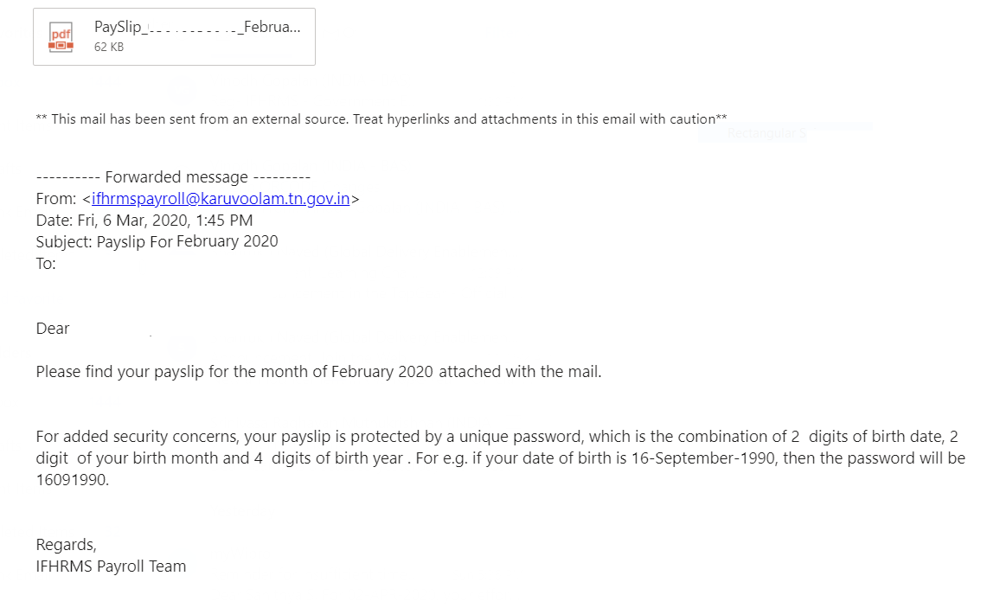 pdf
PaySlip_ _Februa...
62 KB
** This mail has been sent from an external source. Treat hyperlinks and attachments in this email with caution**
Rectangular S
---------- Forwarded message ---------
From: <ifhrmspayroll@karuvoolam.tn.gov.in>
Date: Fri, 6 Mar, 2020, 1:45 PM
Subject: Payslip For February 2020
To:
Dear
Please find your payslip for the month of February 2020 attached with the mail.
For added security concerns, your payslip is protected by a unique password, which is the combination of 2  digits of birth date, 2
digit  of your birth month and 4  digits of birth year . For e.g. if your date of birth is 16-September-1990, then the password will be
16091990.
Regards,
IFHRMS Payroll Team